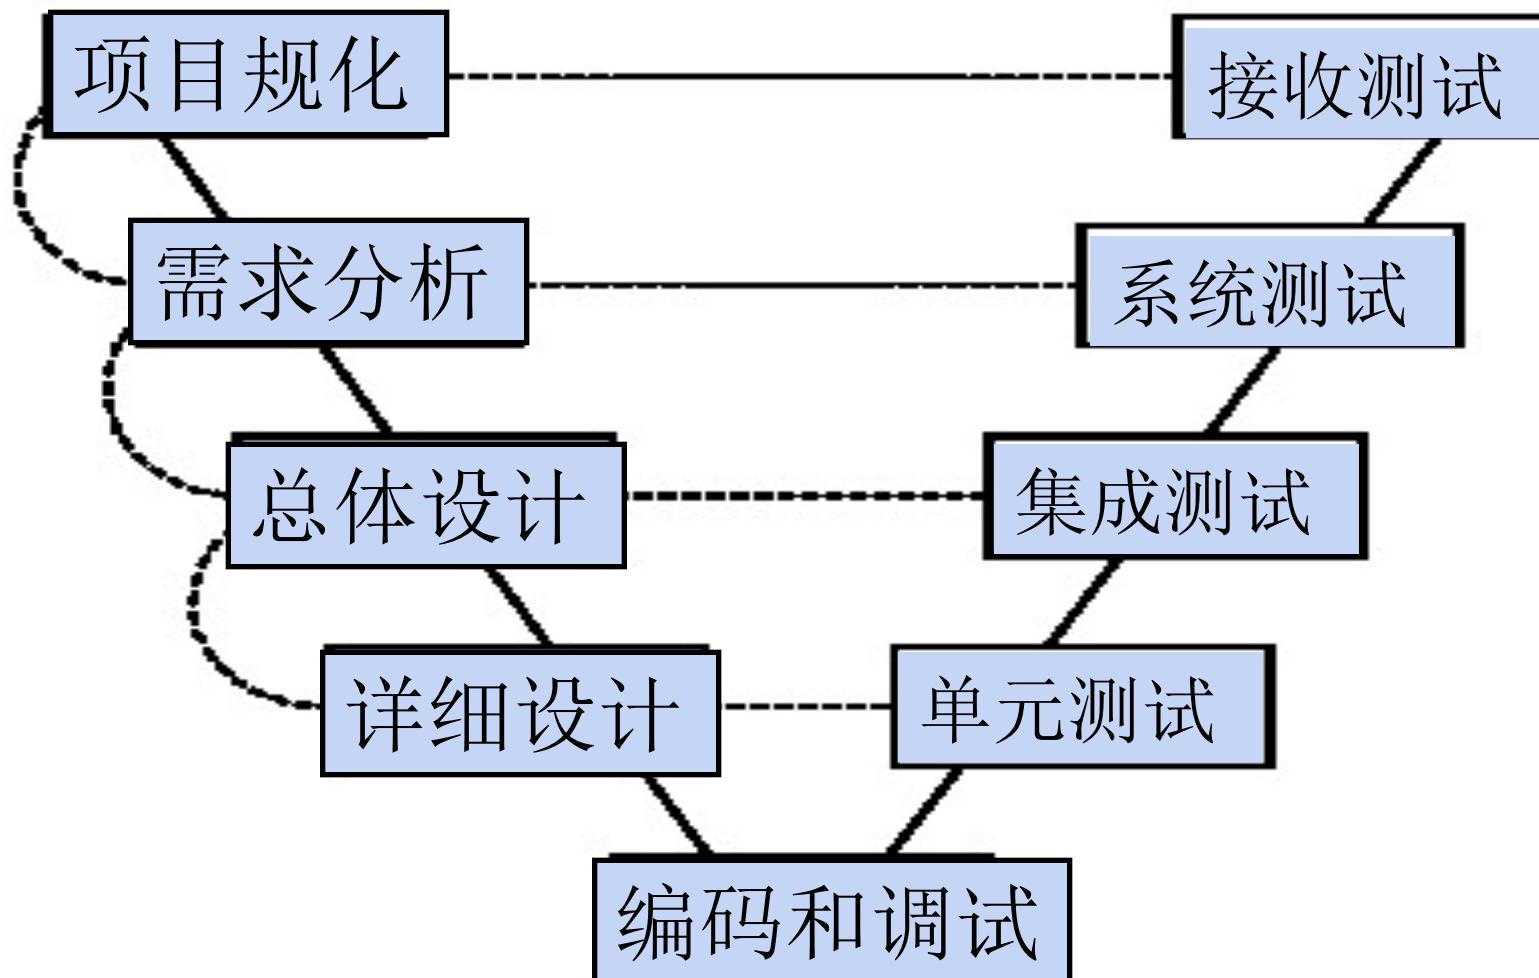 项目规化
接收测试
需求分析
系统测试
总体设计
集成测试
详细设计
单元测试
编码和调试